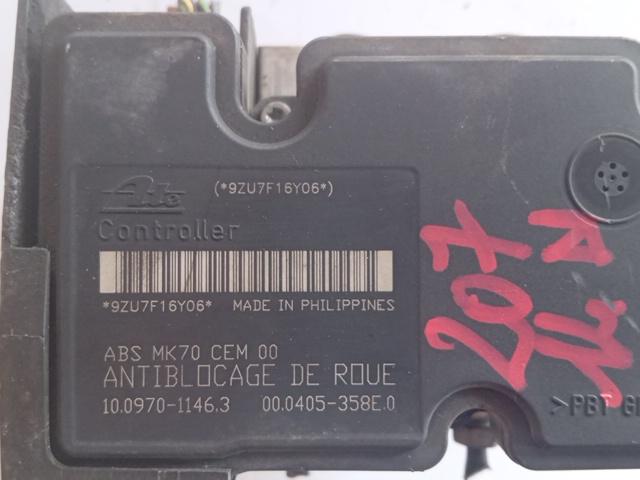 Ate (*9ZU7F16Y06*)
Controller
*9ZU7F16Y06* MADE IN PHILIPPINES
ABS MK70 CEM 00
ANTIBLOCAGE DE ROUE
10.0970-1146.3 00.0405-358E.0
207
>PBT